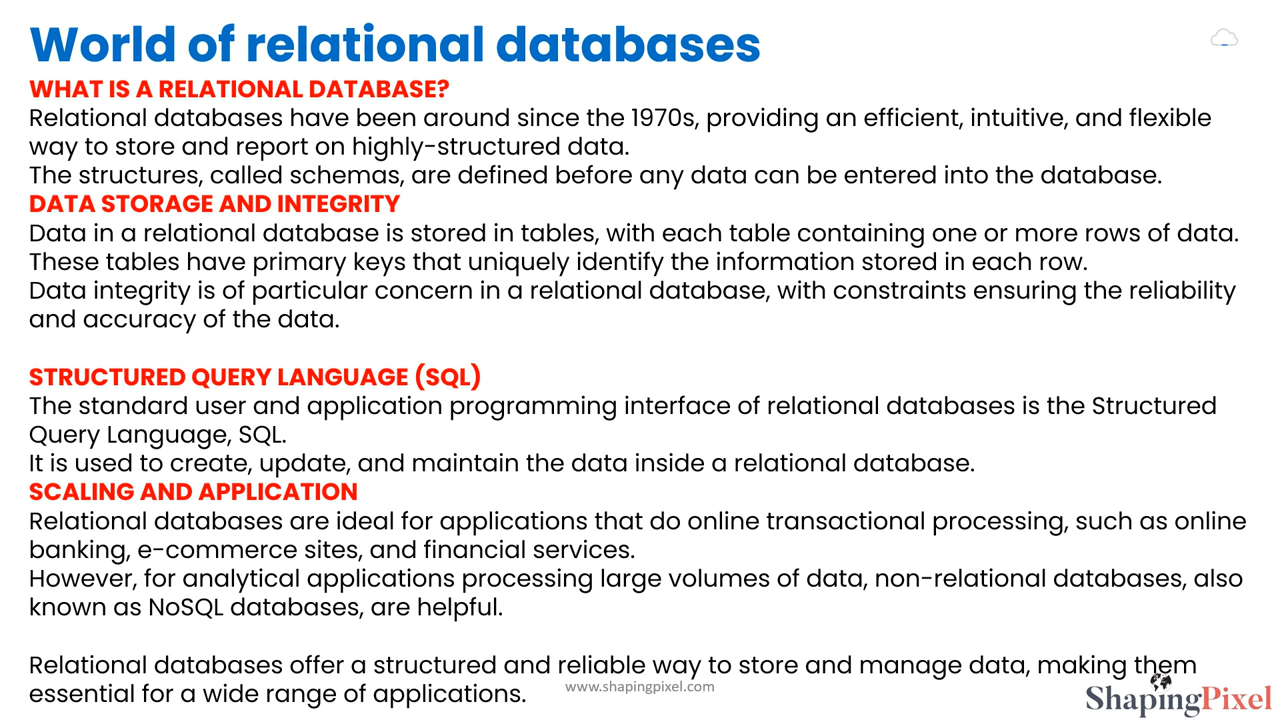 World of relational databases
WHAT IS A RELATIONAL DATABASE?
Relational databases have been around since the 1970s, providing an efficient, intuitive, and flexible
way to store and report on highly-structured data.
The structures, called schemas, are defined before any data can be entered into the database.
DATA STORAGE AND INTEGRITY
Data in a relational database is stored in tables, with each table containing one or more rows of data.
These tables have primary keys that uniquely identify the information stored in each row.
Data integrity is of particular concern in a relational database, with constraints ensuring the reliability
and accuracy of the data.
STRUCTURED QUERY LANGUAGE (SQL)
The standard user and application programming interface of relational databases is the Structured
Query Language, SQL.
It is used to create, update, and maintain the data inside a relational database.
SCALING AND APPLICATION
Relational databases are ideal for applications that do online transactional processing, such as online
banking, e-commerce sites, and financial services.
However, for analytical applications processing large volumes of data, non-relational databases, also
known as NoSQL databases, are helpful.
Relational databases offer a structured and reliable way to store and manage data, making them
essential for a wide range of applications.
www.shapingpixel.com
ShapingPixel